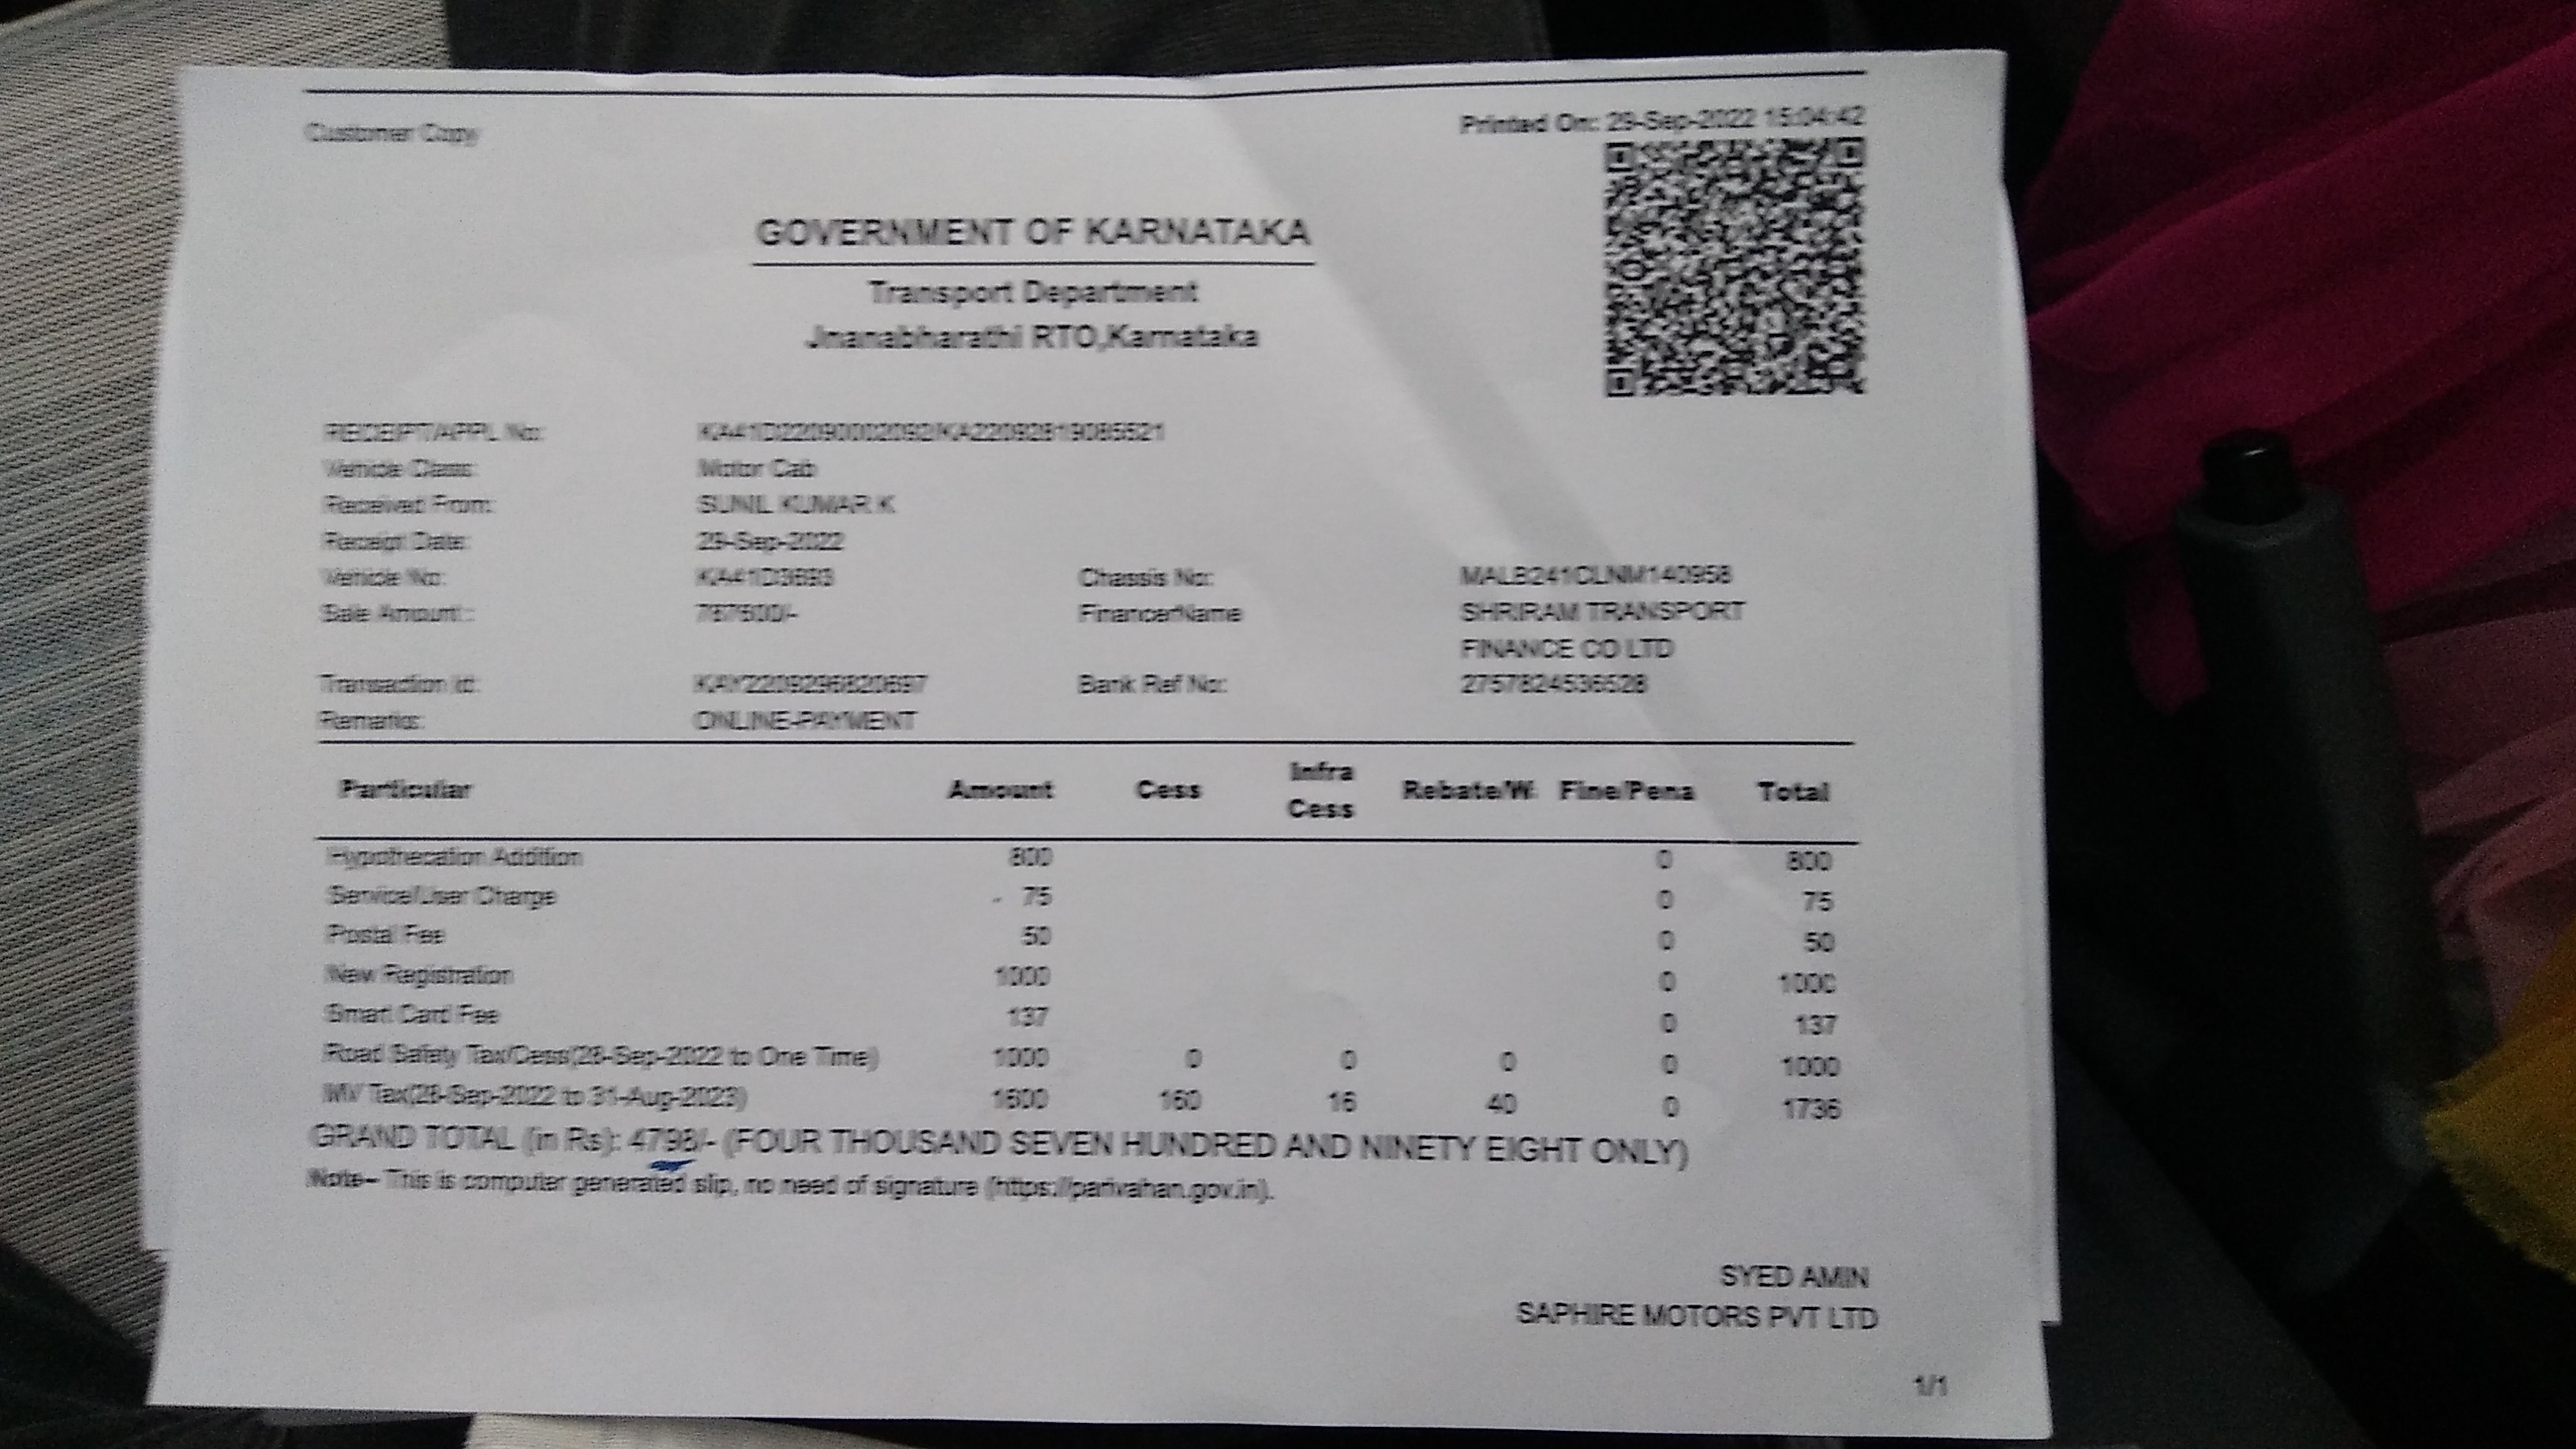 Customer Copy
Printed On: 29-Sep-2022 15:04:42
GOVERNMENT OF KARNATAKA
Transport Department
Jnanabharathi RTO,Karnataka
RECEIPT/APPL No: KA41D22090002092/KA22092819085521
Vehicle Class: Motor Cab
Received From: SUNIL KUMAR K
Receipt Date: 29-Sep-2022
Vehicle No: KA41D3693 Chassis No: MALB241CLNM140958
Sale Amount : 787600/- FinancerName SHRIRAM TRANSPORT
FINANCE CO LTD
Transaction Id: KAY2209296820697 Bank Ref No: 2757824536528
Remarks: ONLINE-PAYMENT
Particular Amount Cess Infra Cess Rebate/W Fine/Pena Total
Hypothecation Addition 800 0 800
Service/User Charge 75 0 75
Postal Fee 50 0 50
New Registration 1000 0 1000
Smart Card Fee 137 0 137
Road Safety Tax/Cess(28-Sep-2022 to One Time) 1000 0 0 0 0 1000
MV Tax(28-Sep-2022 to 31-Aug-2023) 1600 160 16 40 0 1736
GRAND TOTAL (in Rs): 4798/- (FOUR THOUSAND SEVEN HUNDRED AND NINETY EIGHT ONLY)
Note- This is computer generated slip, no need of signature (https://parivahan.gov.in).
SYED AMIN
SAPHIRE MOTORS PVT LTD
1/1